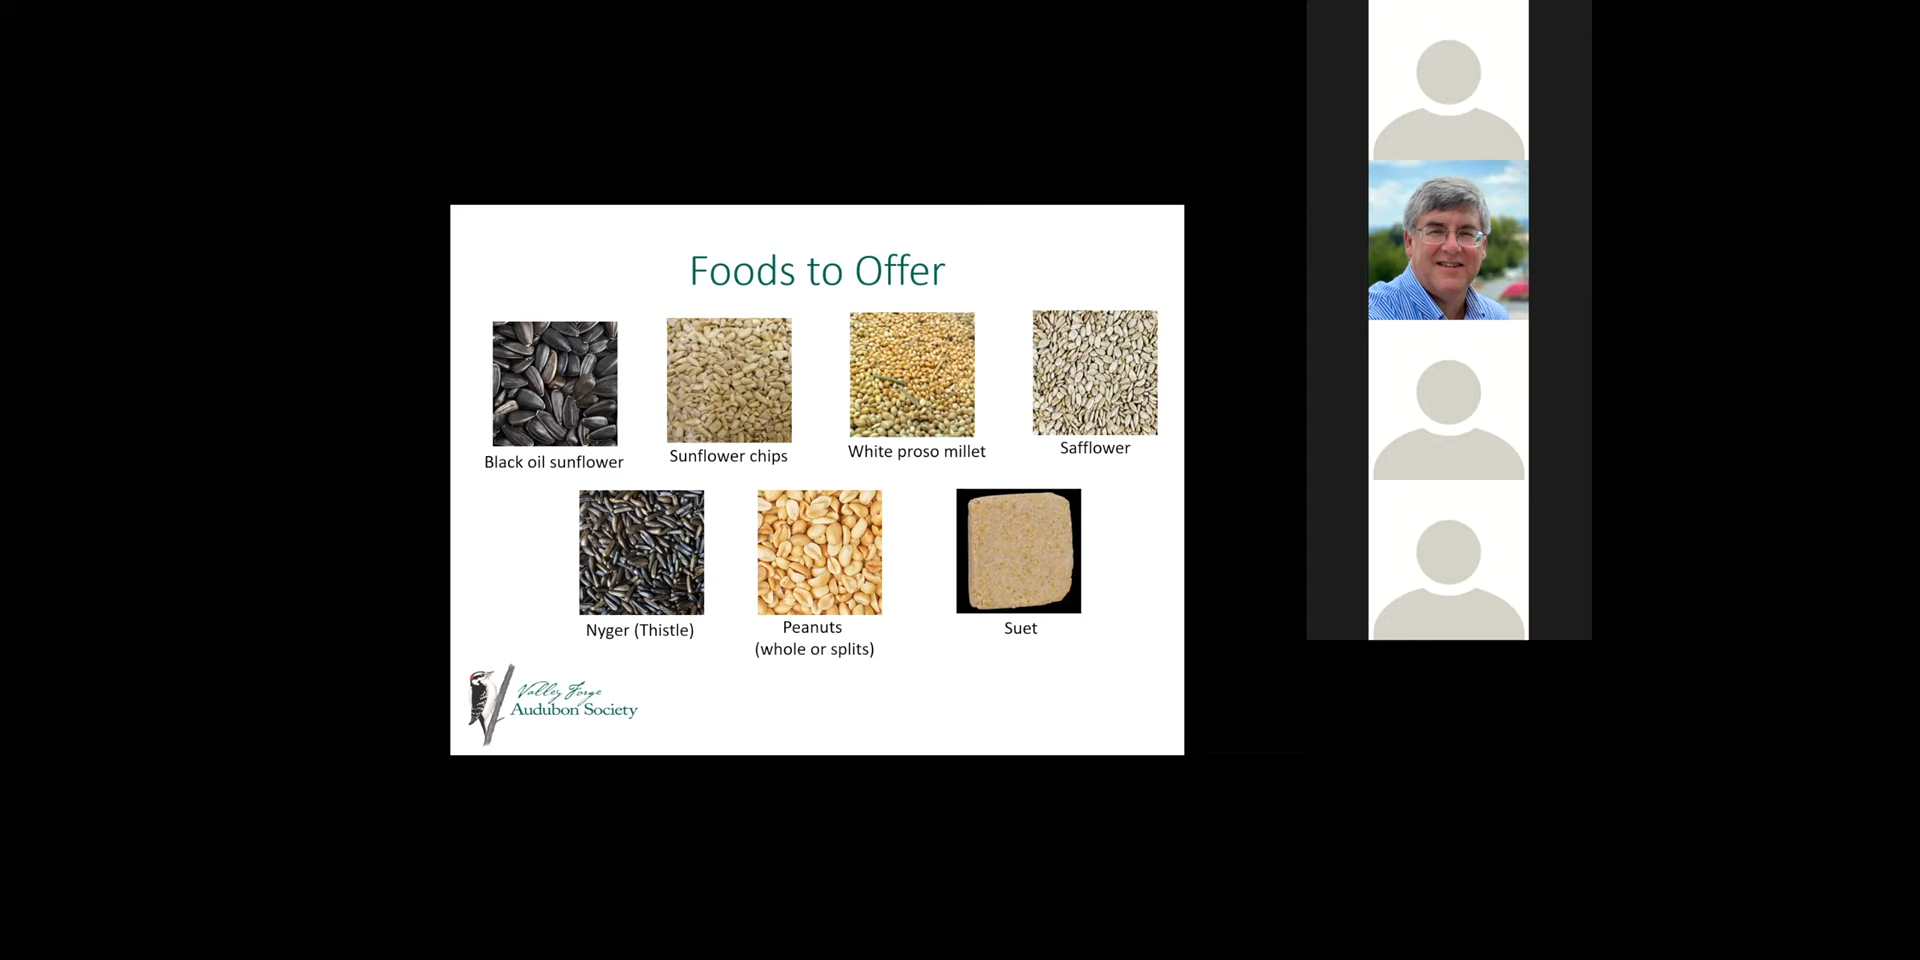 Foods to Offer
Black oil sunflower
Sunflower chips
White proso millet
Safflower
Nyger (Thistle)
Peanuts
(whole or splits)
Suet
Valley Forge
Audubon Society